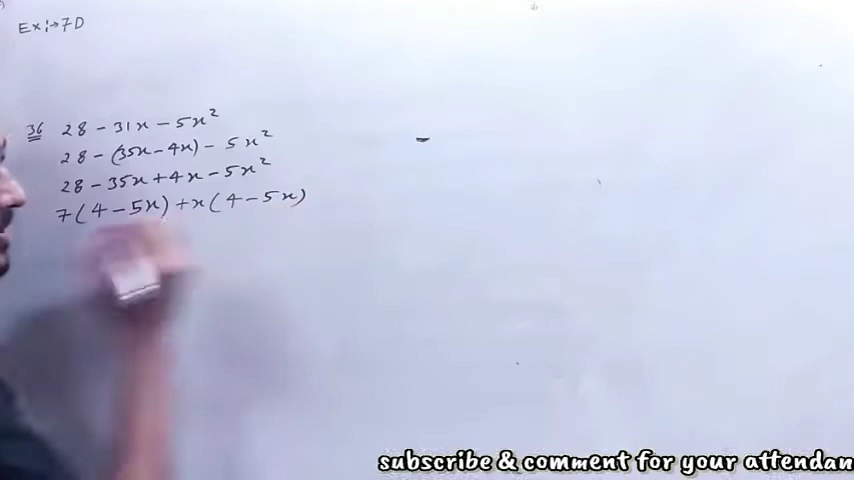 Ex:→7D
36 28 - 31x - 5x²
28 - (35x - 4x) - 5x²
28 - 35x + 4x - 5x²
7(4 - 5x) + x(4 - 5x)
subscribe & comment for your attendan